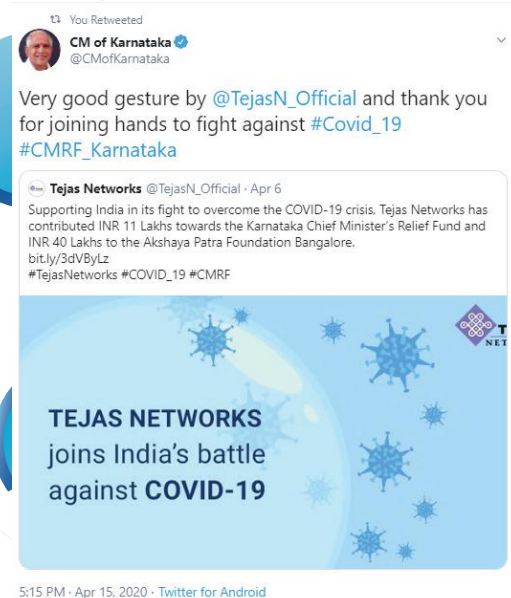 You Retweeted
CM of Karnataka
@CMofKarnataka
Very good gesture by @TejasN_Official and thank you
for joining hands to fight against #Covid_19
#CMRF_Karnataka
Tejas Networks @TejasN_Official · Apr 6
Supporting India in its fight to overcome the COVID-19 crisis, Tejas Networks has
contributed INR 11 Lakhs towards the Karnataka Chief Minister's Relief Fund and
INR 40 Lakhs to the Akshaya Patra Foundation Bangalore.
bit.ly/3dVByLz
#TejasNetworks #COVID_19 #CMRF
T
NET
TEJAS NETWORKS
joins India's battle
against COVID-19
5:15 PM · Apr 15, 2020 · Twitter for Android